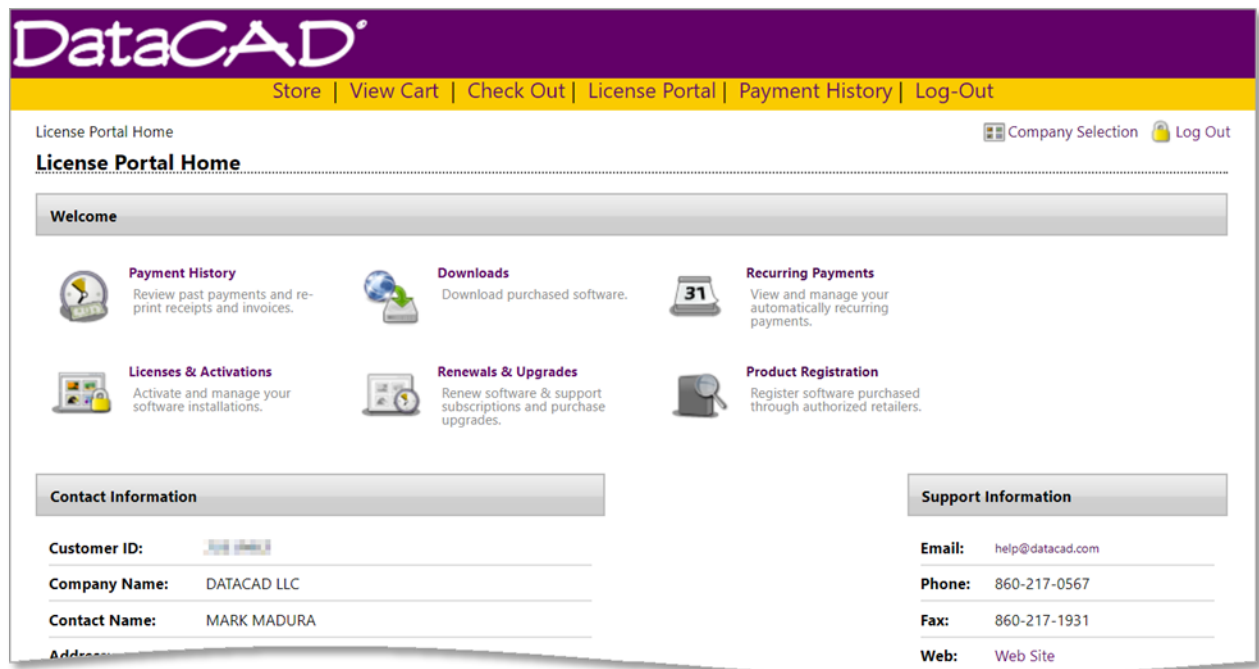 DataCAD®
Store | View Cart | Check Out | License Portal | Payment History | Log-Out
License Portal Home
Company Selection
Log Out
License Portal Home
Welcome
Payment History
Review past payments and re-
print receipts and invoices.
Downloads
Download purchased software.
31
Recurring Payments
View and manage your
automatically recurring
payments.
Licenses & Activations
Activate and manage your
software installations.
Renewals & Upgrades
Renew software & support
subscriptions and purchase
upgrades.
Product Registration
Register software purchased
through authorized retailers.
Contact Information
Customer ID:
Company Name: DATACAD LLC
Contact Name: MARK MADURA
Support Information
Email: help@datacad.com
Phone: 860-217-0567
Fax: 860-217-1931
Web: Web Site